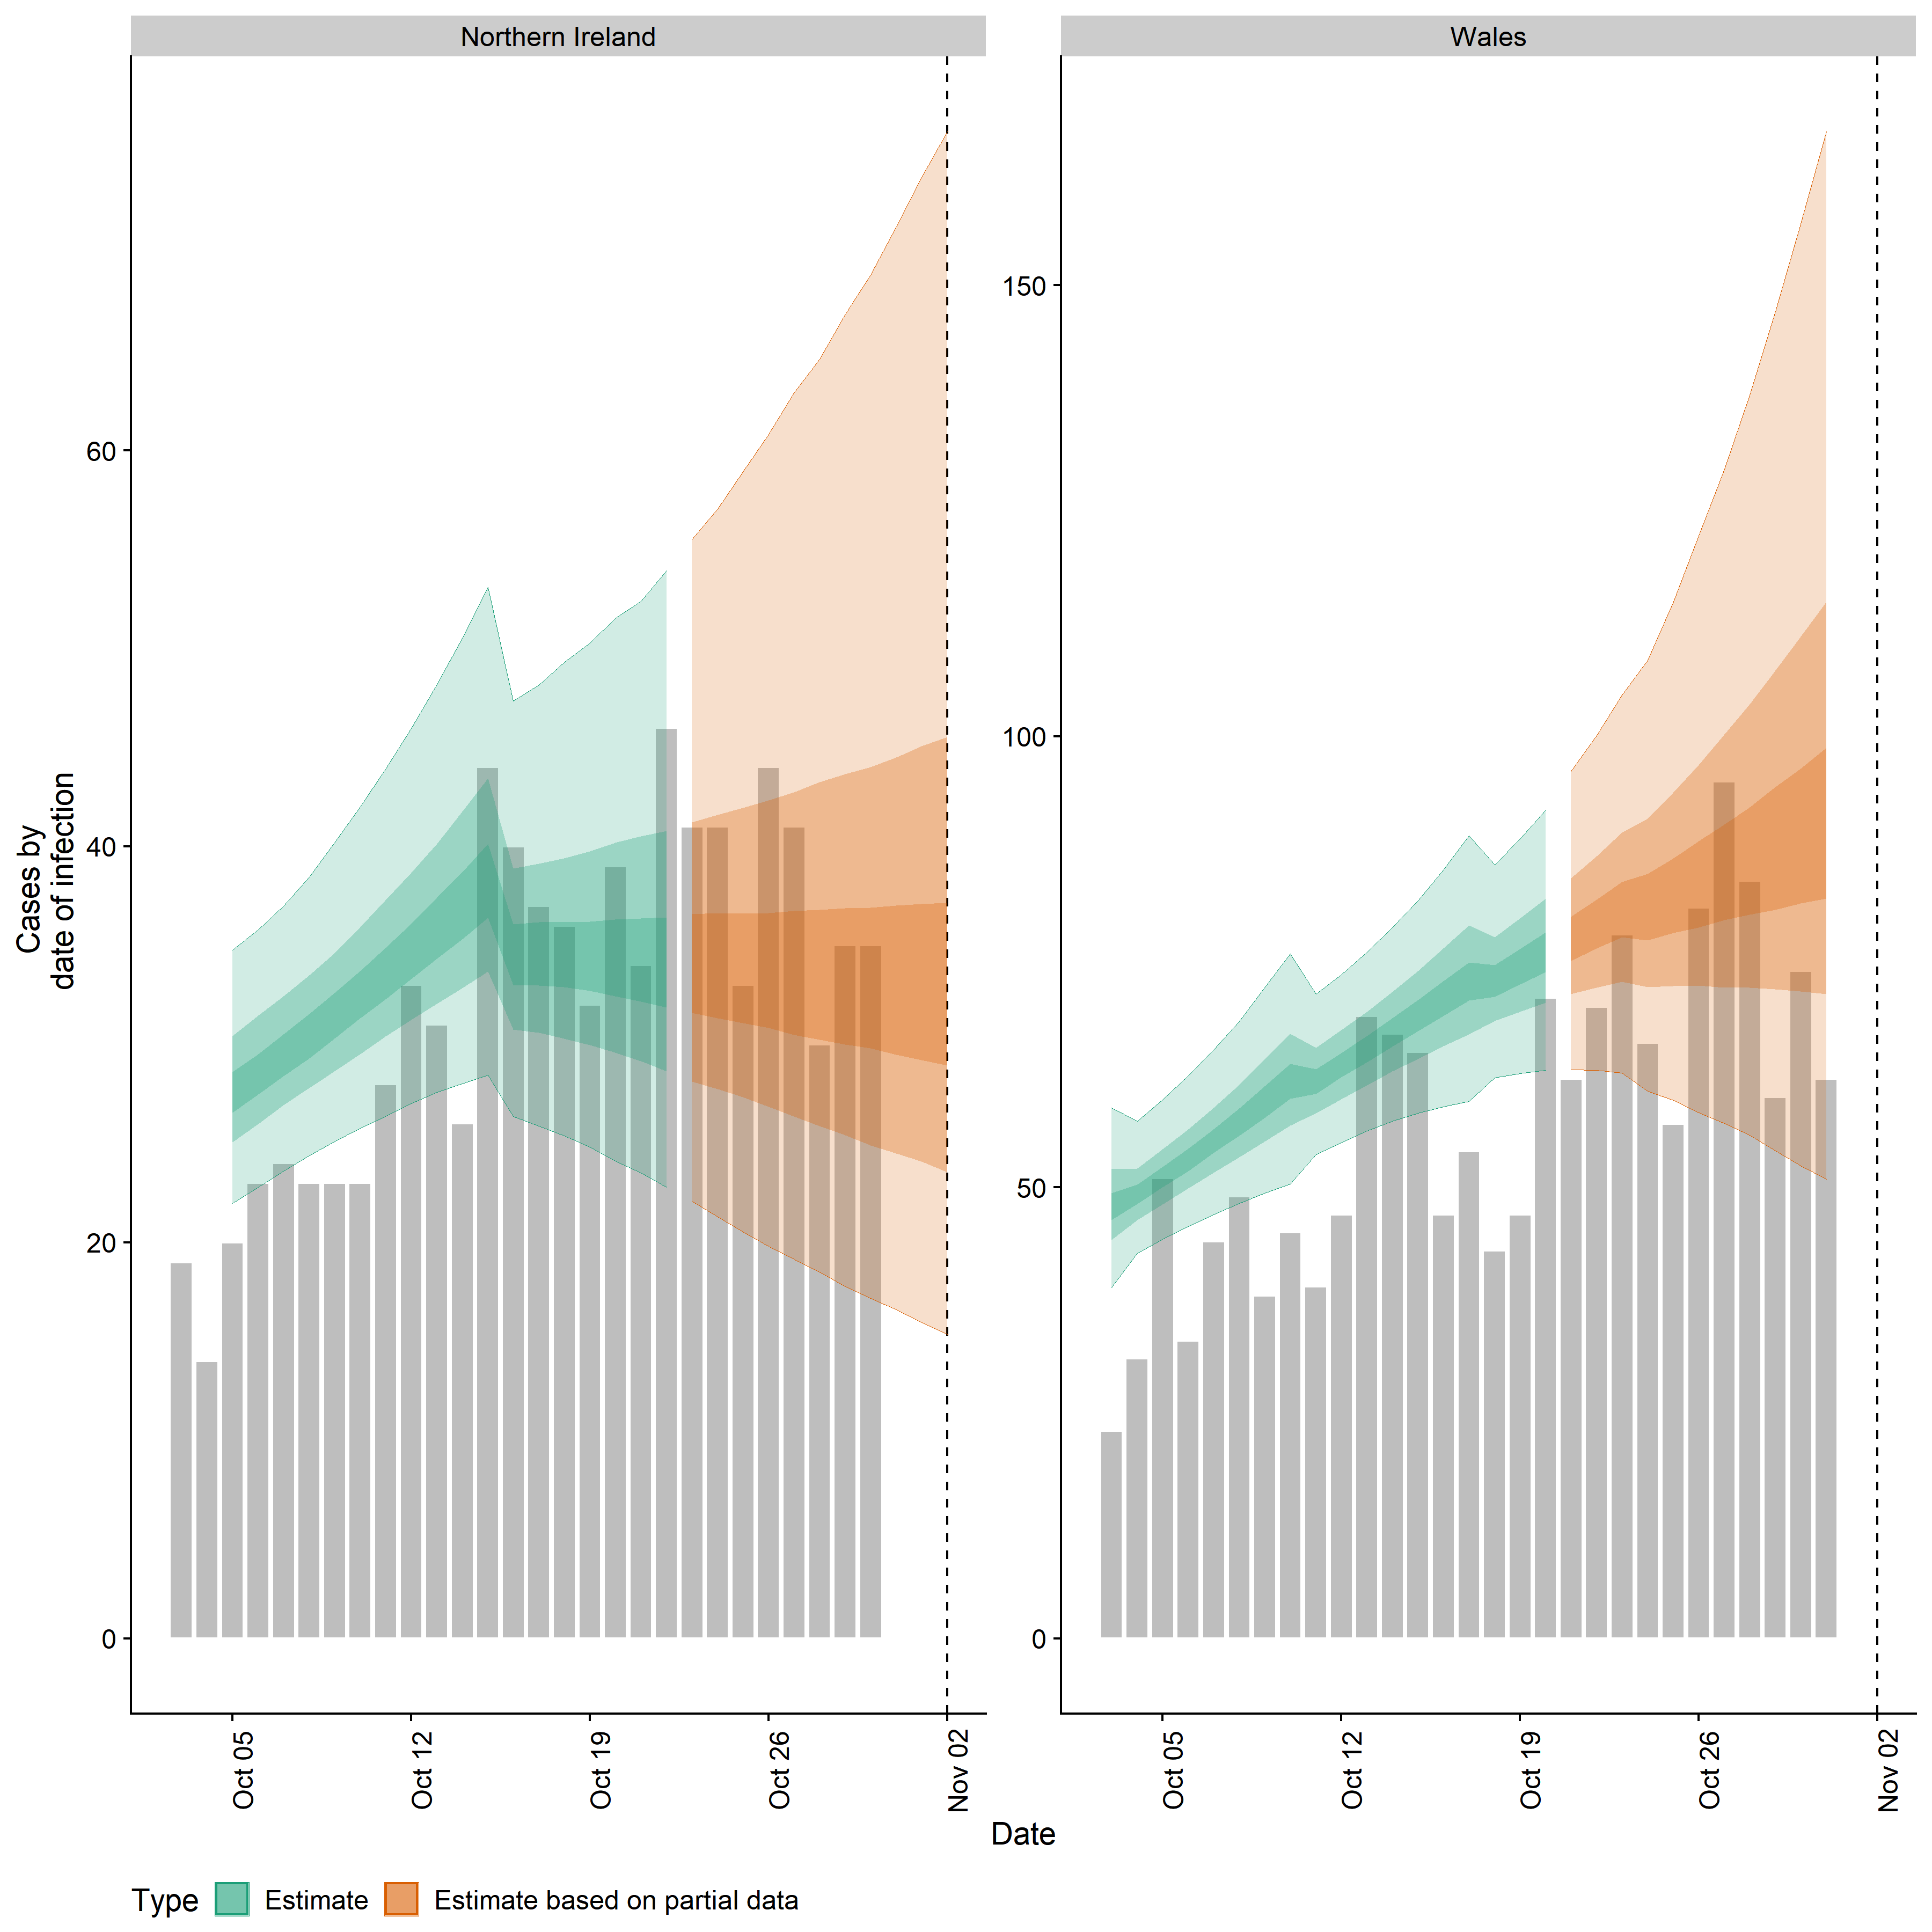 Northern Ireland
Wales
Cases by
date of infection
60
40
20
0
150
100
50
0
Oct 05
Oct 12
Oct 19
Oct 26
Nov 02
Oct 05
Oct 12
Oct 19
Oct 26
Nov 02
Date
Type Estimate Estimate based on partial data